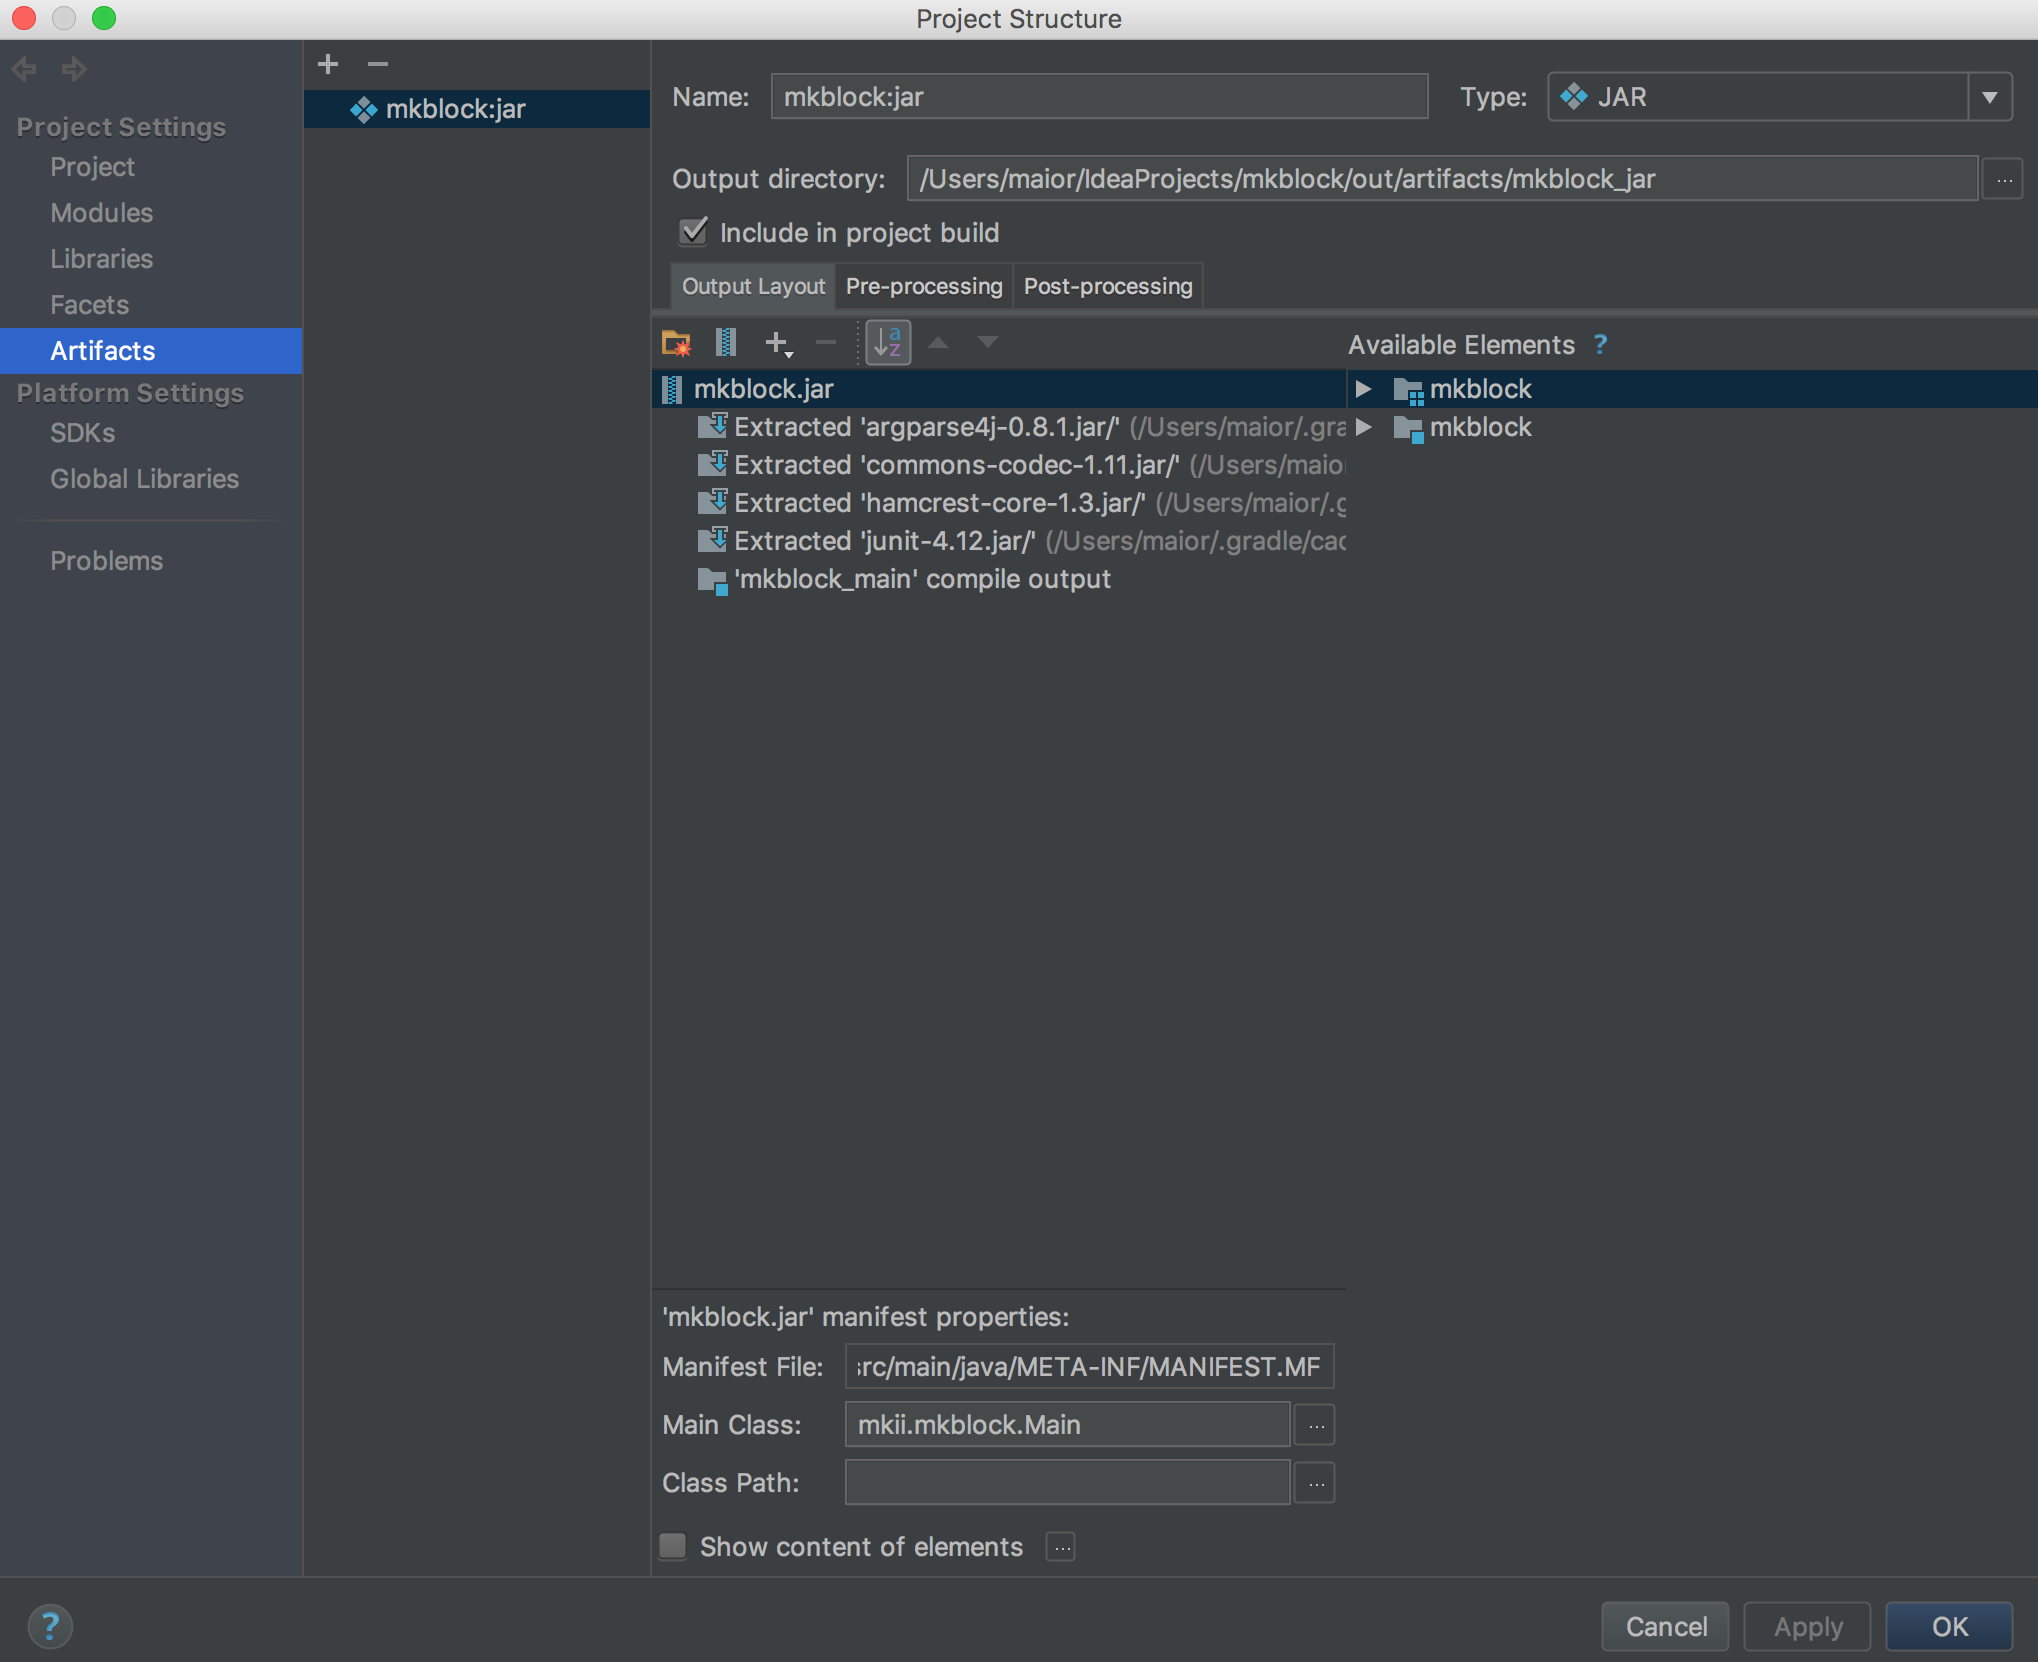 Project Structure
Project Settings
Project
Modules
Libraries
Facets
Artifacts
Platform Settings
SDKs
Global Libraries
Problems
mkblock:jar
Name: mkblock:jar Type: JAR
Output directory: /Users/maior/IdeaProjects/mkblock/out/artifacts/mkblock_jar ...
Include in project build
Output Layout Pre-processing Post-processing
a
z
Available Elements ?
mkblock.jar
Extracted 'argparse4j-0.8.1.jar/' (/Users/maior/.gra
Extracted 'commons-codec-1.11.jar/' (/Users/maio
Extracted 'hamcrest-core-1.3.jar/' (/Users/maior/.g
Extracted 'junit-4.12.jar/' (/Users/maior/.gradle/cac
'mkblock_main' compile output
mkblock
mkblock
'mkblock.jar' manifest properties:
Manifest File: src/main/java/META-INF/MANIFEST.MF
Main Class: mkii.mkblock.Main ...
Class Path: ...
Show content of elements ...
? Cancel Apply OK